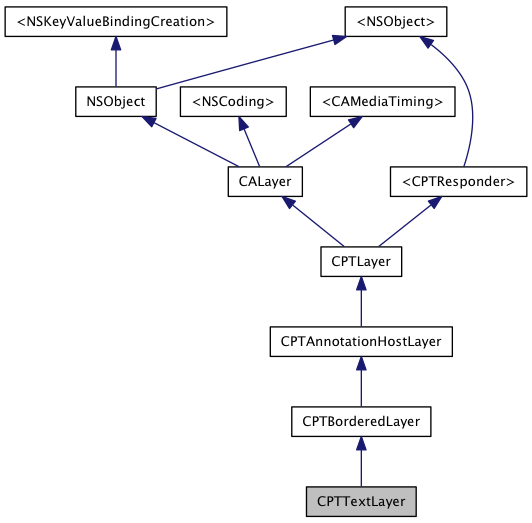 <NSKeyValueBindingCreation>
<NSObject>
NSObject
<NSCoding>
<CAMediaTiming>
CALayer
<CPTResponder>
CPTLayer
CPTAnnotationHostLayer
CPTBorderedLayer
CPTTextLayer